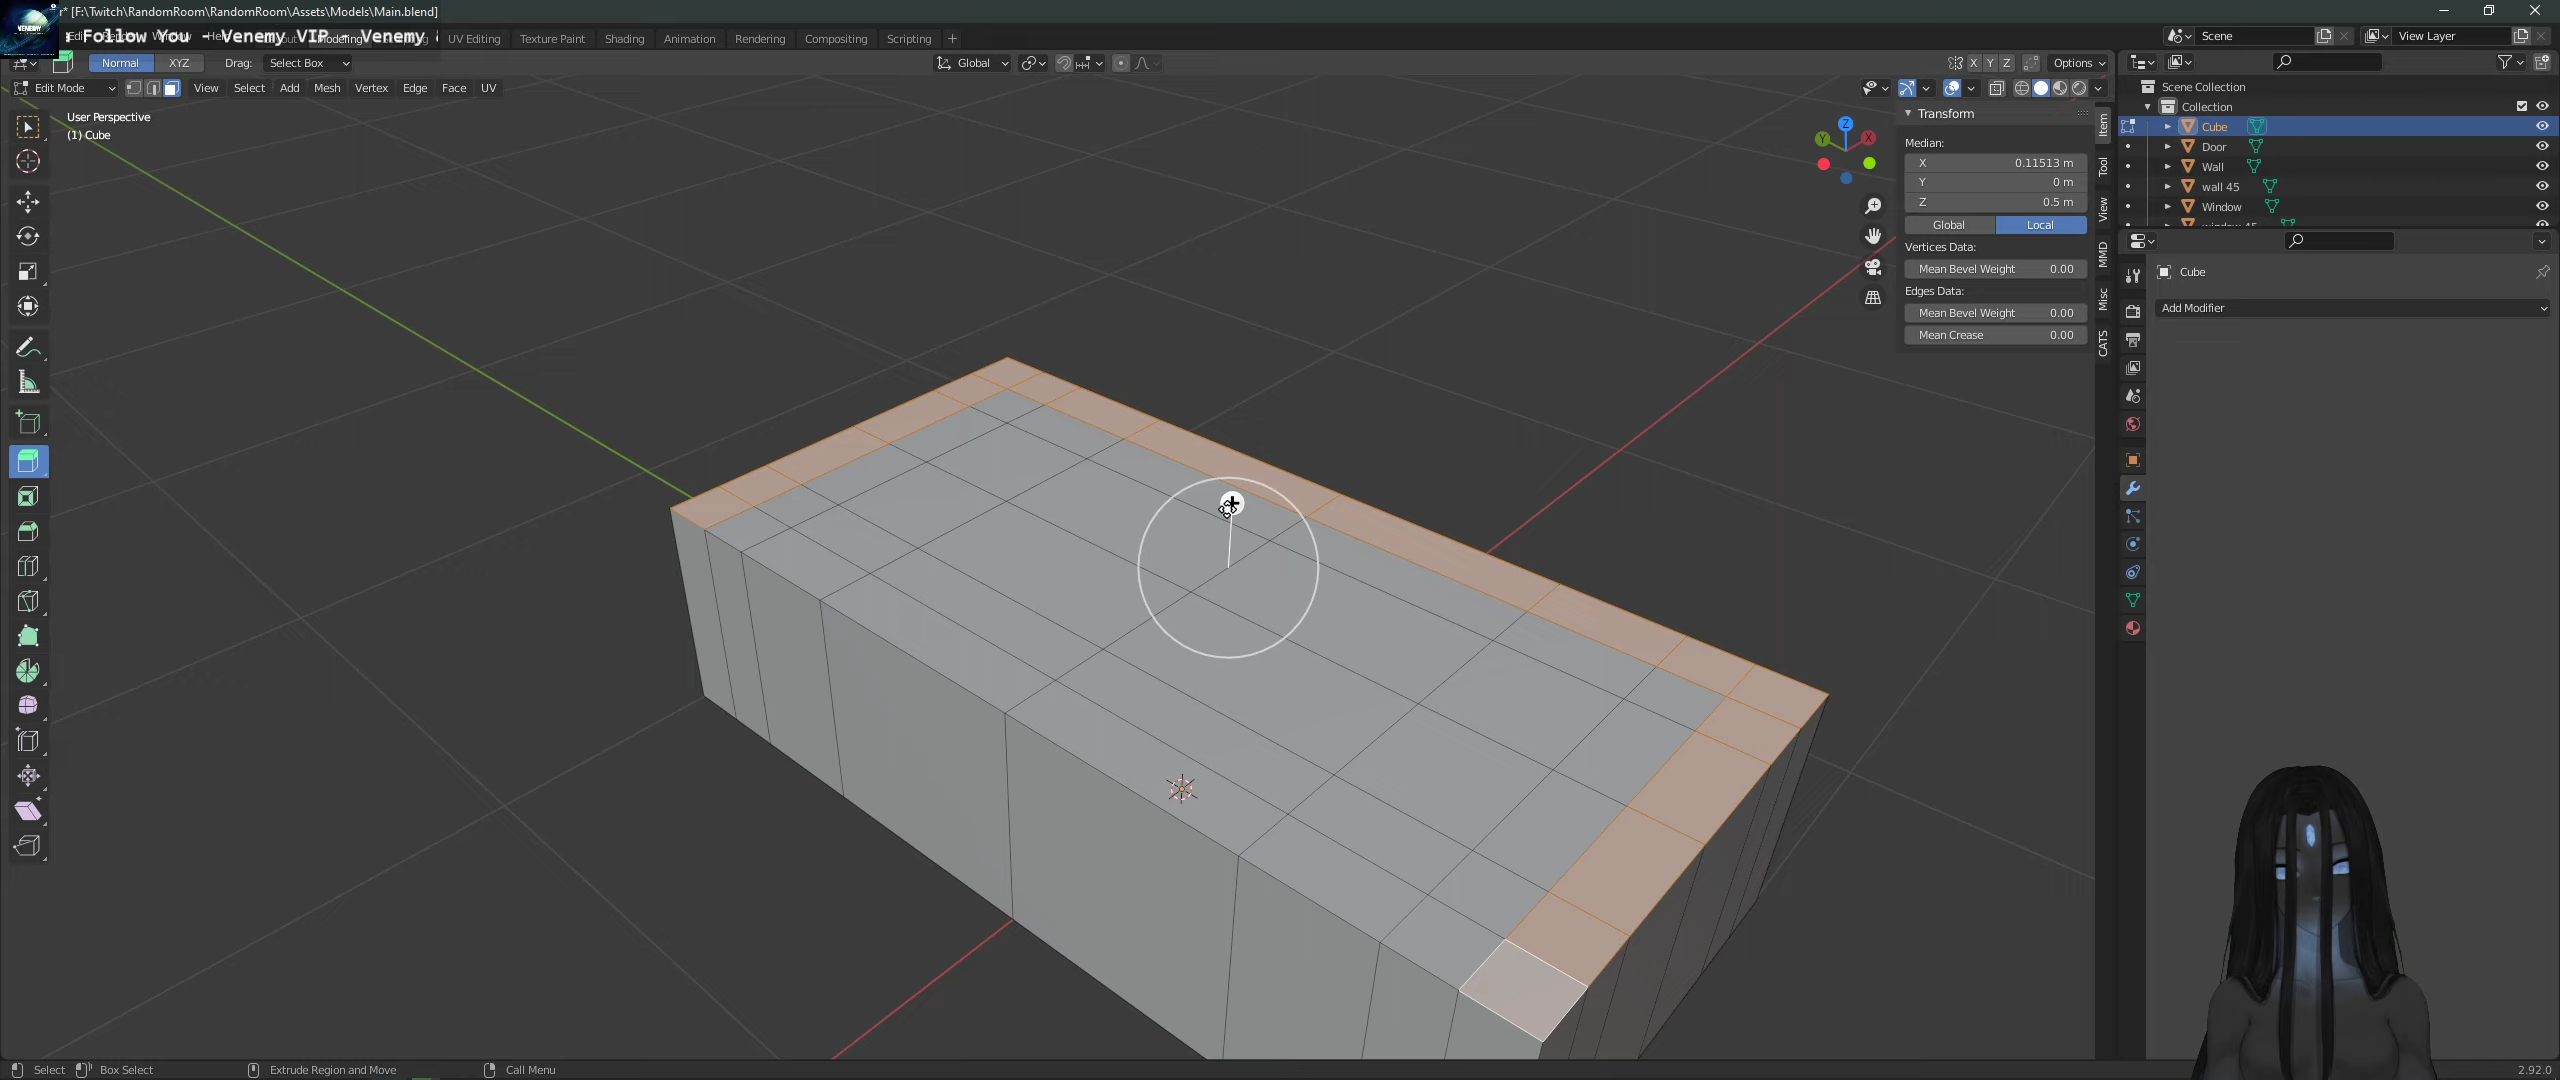 r* [F:\Twitch\RandomRoom\RandomRoom\Assets\Models\Main.blend]
VENEMY
: Follow You - Venemy VIP - Venemy
UV Editing
Texture Paint
Shading
Animation
Rendering
Compositing
Scripting
+
Scene
View Layer
Normal
XYZ
Drag:
Select Box
Global
X
Y
Z
Options
Edit Mode
View
Select
Add
Mesh
Vertex
Edge
Face
UV
User Perspective
(1) Cube
Z
Y
X
Transform
Median:
X 0.11513 m
Y 0 m
Z 0.5 m
Global
Local
Vertices Data:
Mean Bevel Weight 0.00
Edges Data:
Mean Bevel Weight 0.00
Mean Crease 0.00
Item
Tool
View
MMD
Misc
CATS
Scene Collection
Collection
Cube
Door
Wall
wall 45
Window
Cube
Add Modifier
Select
Box Select
Extrude Region and Move
Call Menu
2.92.0